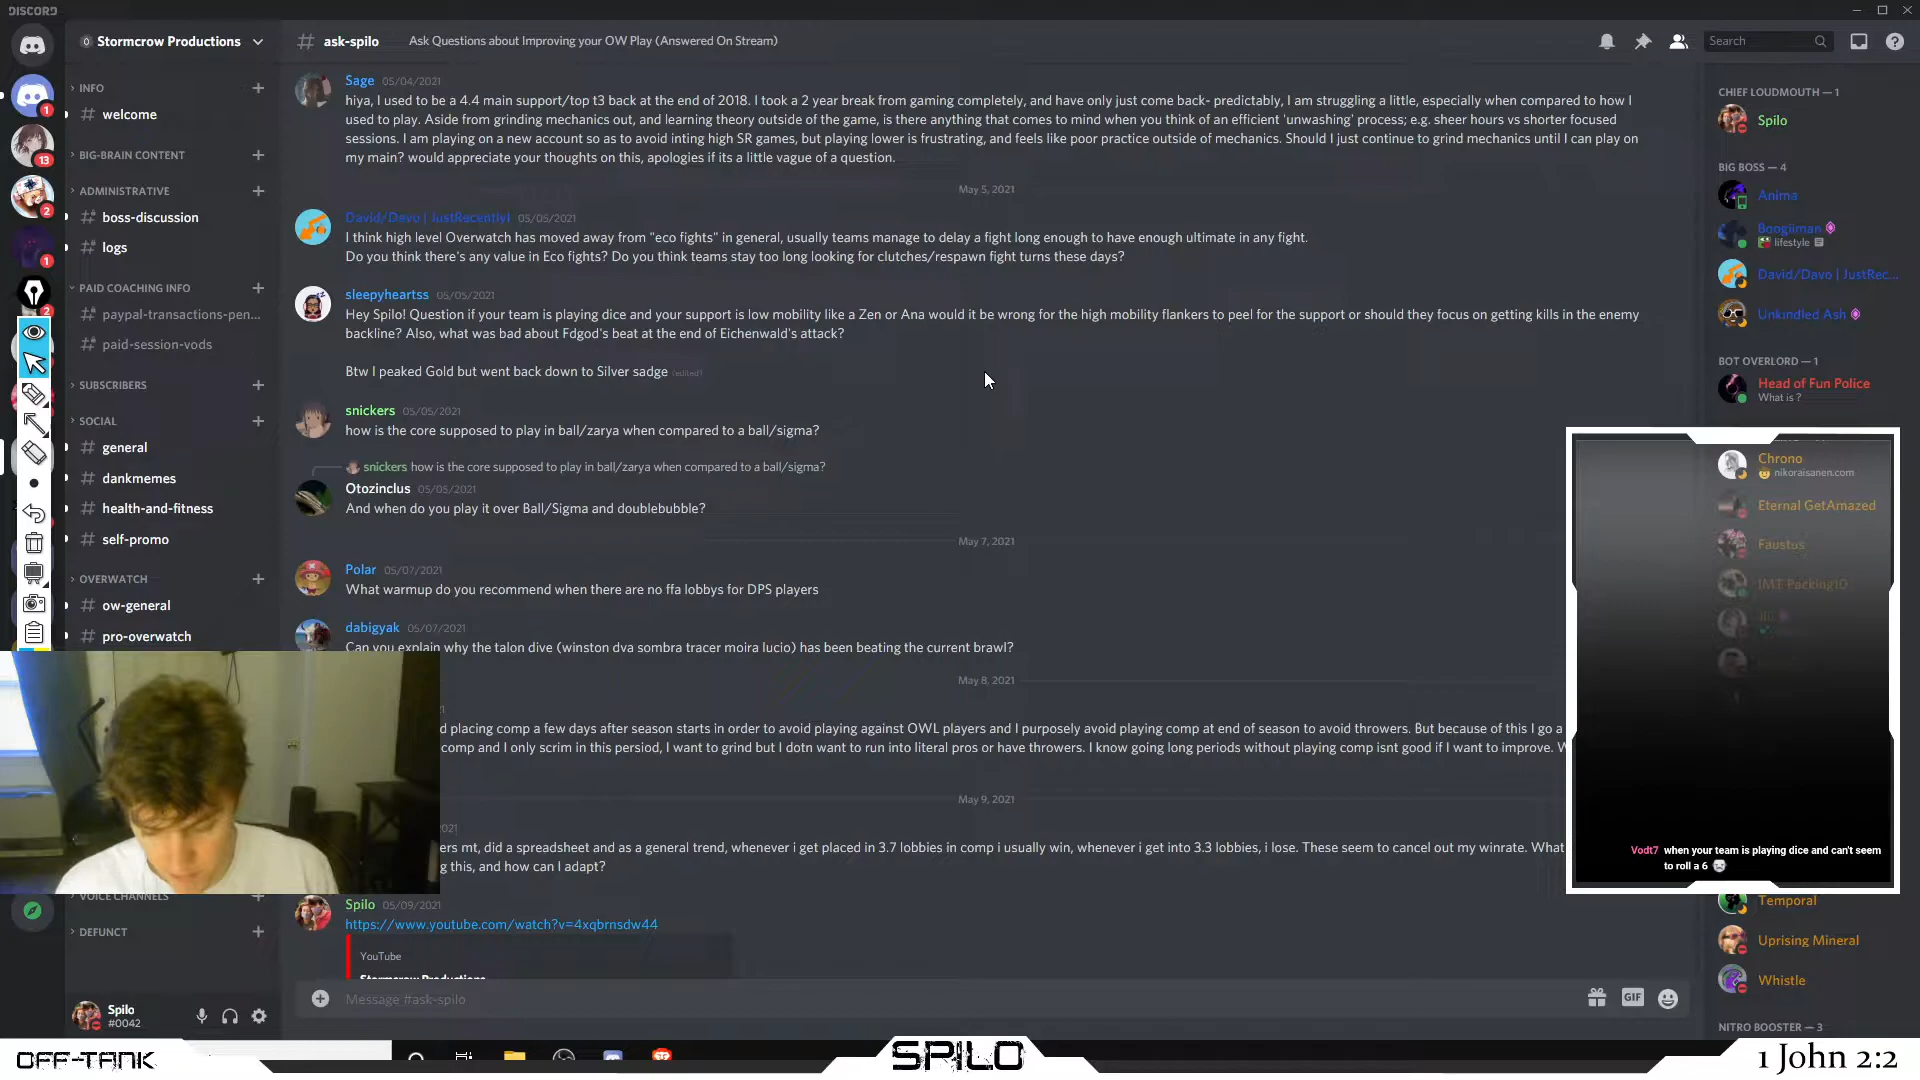 DISCORD
Stormcrow Productions
# ask-spilo Ask Questions about Improving your OW Play (Answered On Stream)
Search
INFO
# welcome
BIG-BRAIN CONTENT
ADMINISTRATIVE
# boss-discussion
# logs
PAID COACHING INFO
# paypal-transactions-pen...
# paid-session-vods
SUBSCRIBERS
SOCIAL
# general
# dankmemes
# health-and-fitness
# self-promo
OVERWATCH
# ow-general
# pro-overwatch
VOICE CHANNELS
DEFUNCT
Spilo
#0042
1
13
2
1
2
Sage 05/04/2021
hiya, I used to be a 4.4 main support/top t3 back at the end of 2018. I took a 2 year break from gaming completely, and have only just come back- predictably, I am struggling a little, especially when compared to how I
used to play. Aside from grinding mechanics out, and learning theory outside of the game, is there anything that comes to mind when you think of an efficient 'unwashing' process; e.g. sheer hours vs shorter focused
sessions. I am playing on a new account so as to avoid inting high SR games, but playing lower is frustrating, and feels like poor practice outside of mechanics. Should I just continue to grind mechanics until I can play on
my main? would appreciate your thoughts on this, apologies if its a little vague of a question.
May 5, 2021
David/Davo | JustRecently! 05/05/2021
I think high level Overwatch has moved away from "eco fights" in general, usually teams manage to delay a fight long enough to have enough ultimate in any fight.
Do you think there's any value in Eco fights? Do you think teams stay too long looking for clutches/respawn fight turns these days?
sleepyheartss 05/05/2021
Hey Spilo! Question if your team is playing dice and your support is low mobility like a Zen or Ana would it be wrong for the high mobility flankers to peel for the support or should they focus on getting kills in the enemy
backline? Also, what was bad about Fdgod's beat at the end of Eichenwald's attack?
Btw I peaked Gold but went back down to Silver sadge (edited)
snickers 05/05/2021
how is the core supposed to play in ball/zarya when compared to a ball/sigma?
snickers how is the core supposed to play in ball/zarya when compared to a ball/sigma?
Otozinclus 05/05/2021
And when do you play it over Ball/Sigma and doublebubble?
May 7, 2021
Polar 05/07/2021
What warmup do you recommend when there are no ffa lobbys for DPS players
dabigyak 05/07/2021
Can you explain why the talon dive (winston dva sombra tracer moira lucio) has been beating the current brawl?
May 8, 2021
21
d placing comp a few days after season starts in order to avoid playing against OWL players and I purposely avoid playing comp at end of season to avoid throwers. But because of this I go a
comp and I only scrim in this persiod, I want to grind but I dotn want to run into literal pros or have throwers. I know going long periods without playing comp isnt good if I want to improve. W
May 9, 2021
021
ers mt, did a spreadsheet and as a general trend, whenever i get placed in 3.7 lobbies in comp i usually win, whenever i get into 3.3 lobbies, i lose. These seem to cancel out my winrate. What
g this, and how can I adapt?
Spilo 05/09/2021
https://www.youtube.com/watch?v=4xqbrnsdw44
YouTube
Stormcrow Productions
Message #ask-spilo
GIF
CHIEF LOUDMOUTH — 1
Spilo
BIG BOSS — 4
Anima
Boogiiman
lifestyle
David/Davo | JustRec...
Unkindled Ash
BOT OVERLORD — 1
Head of Fun Police
What is ?
Chrono
nikoraisanen.com
Eternal GetAmazed
Faustus
IMT Packing10
Vodt7 when your team is playing dice and can't seem
to roll a 6
Temporal
Uprising Mineral
Whistle
NITRO BOOSTER — 3
OFF-TANK
SPILO
1 John 2:2